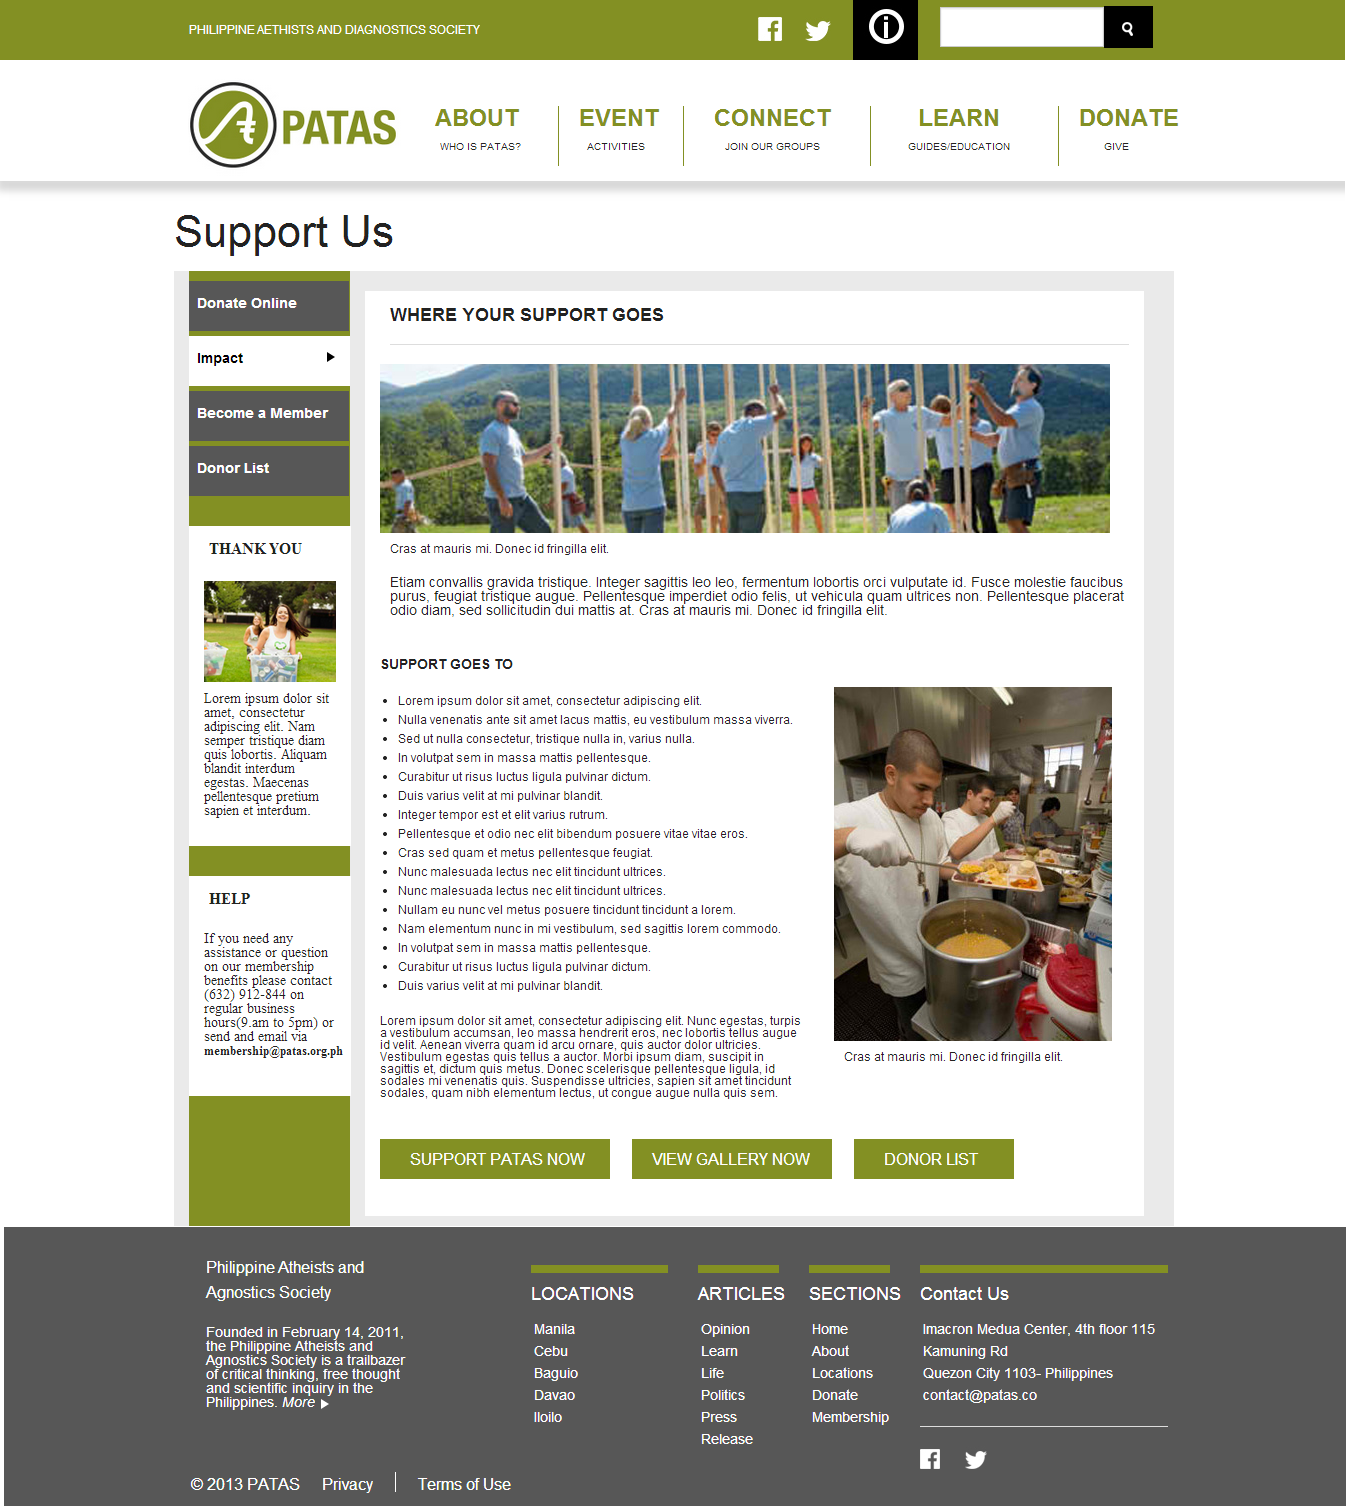 PHILIPPINE AETHISTS AND DIAGNOSTICS SOCIETY
PATAS
ABOUT
WHO IS PATAS?
EVENT
ACTIVITIES
CONNECT
JOIN OUR GROUPS
LEARN
GUIDES/EDUCATION
DONATE
GIVE
Support Us
Donate Online
Impact
Become a Member
Donor List
THANK YOU
Lorem ipsum dolor sit
amet, consectetur
adipiscing elit. Nam
semper tristique diam
quis lobortis. Aliquam
blandit interdum
egestas. Maecenas
pellentesque pretium
sapien et interdum.
HELP
If you need any
assistance or question
on our membership
benefits please contact
(632) 912-844 on
regular business
hours(9.am to 5pm) or
send and email via
membership@patas.org.ph
WHERE YOUR SUPPORT GOES
Cras at mauris mi. Donec id fringilla elit.
Etiam convallis gravida tristique. Integer sagittis leo leo, fermentum lobortis orci vulputate id. Fusce molestie faucibus
purus, feugiat tristique augue. Pellentesque imperdiet odio felis, ut vehicula quam ultrices non. Pellentesque placerat
odio diam, sed sollicitudin dui mattis at. Cras at mauris mi. Donec id fringilla elit.
SUPPORT GOES TO
• Lorem ipsum dolor sit amet, consectetur adipiscing elit.
• Nulla venenatis ante sit amet lacus mattis, eu vestibulum massa viverra.
• Sed ut nulla consectetur, tristique nulla in, varius nulla.
• In volutpat sem in massa mattis pellentesque.
• Curabitur ut risus luctus ligula pulvinar dictum.
• Duis varius velit at mi pulvinar blandit.
• Integer tempor est et elit varius rutrum.
• Pellentesque et odio nec elit bibendum posuere vitae vitae eros.
• Cras sed quam et metus pellentesque feugiat.
• Nunc malesuada lectus nec elit tincidunt ultrices.
• Nunc malesuada lectus nec elit tincidunt ultrices.
• Nullam eu nunc vel metus posuere tincidunt tincidunt a lorem.
• Nam elementum nunc in mi vestibulum, sed sagittis lorem commodo.
• In volutpat sem in massa mattis pellentesque.
• Curabitur ut risus luctus ligula pulvinar dictum.
• Duis varius velit at mi pulvinar blandit.
Lorem ipsum dolor sit amet, consectetur adipiscing elit. Nunc egestas, turpis
a vestibulum accumsan, leo massa hendrerit eros, nec lobortis tellus augue
id velit. Aenean viverra quam id arcu ornare, quis auctor dolor ultricies.
Vestibulum egestas quis tellus a auctor. Morbi ipsum diam, suscipit in
sagittis et, dictum quis metus. Donec scelerisque pellentesque ligula, id
sodales mi venenatis quis. Suspendisse ultricies, sapien sit amet tincidunt
sodales, quam nibh elementum lectus, ut congue augue nulla quis sem.
Cras at mauris mi. Donec id fringilla elit.
SUPPORT PATAS NOW
VIEW GALLERY NOW
DONOR LIST
Philippine Atheists and
Agnostics Society
Founded in February 14, 2011,
the Philippine Atheists and
Agnostics Society is a trailbazer
of critical thinking, free thought
and scientific inquiry in the
Philippines. More
LOCATIONS
Manila
Cebu
Baguio
Davao
Iloilo
ARTICLES
Opinion
Learn
Life
Politics
Press
Release
SECTIONS
Home
About
Locations
Donate
Membership
Contact Us
Imacron Medua Center, 4th floor 115
Kamuning Rd
Quezon City 1103- Philippines
contact@patas.co
© 2013 PATAS
Privacy
Terms of Use